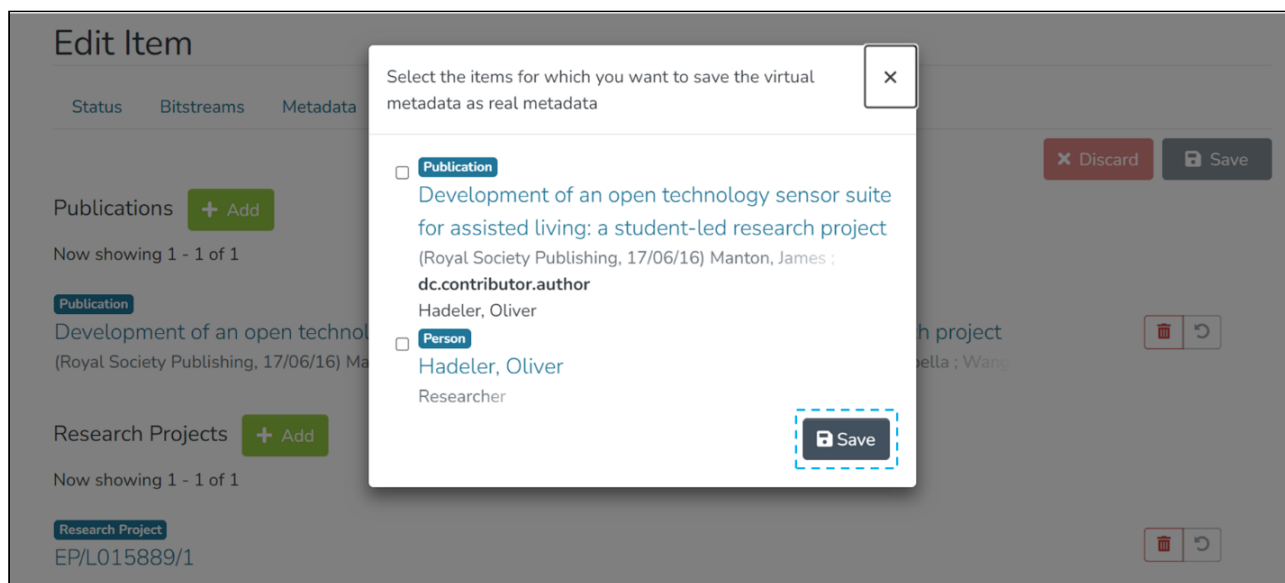 Edit Item
Status Bitstreams Metadata
Select the items for which you want to save the virtual
metadata as real metadata
×
Discard Save
Publication
Development of an open technology sensor suite
for assisted living: a student-led research project
(Royal Society Publishing, 17/06/16) Manton, James ;
dc.contributor.author
Hadeler, Oliver
Person
Hadeler, Oliver
Researcher
Save
Publications + Add
Now showing 1 - 1 of 1
Publication
Development of an open technol h project
(Royal Society Publishing, 17/06/16) Ma bella ; Wang
Research Projects + Add
Now showing 1 - 1 of 1
Research Project
EP/L015889/1